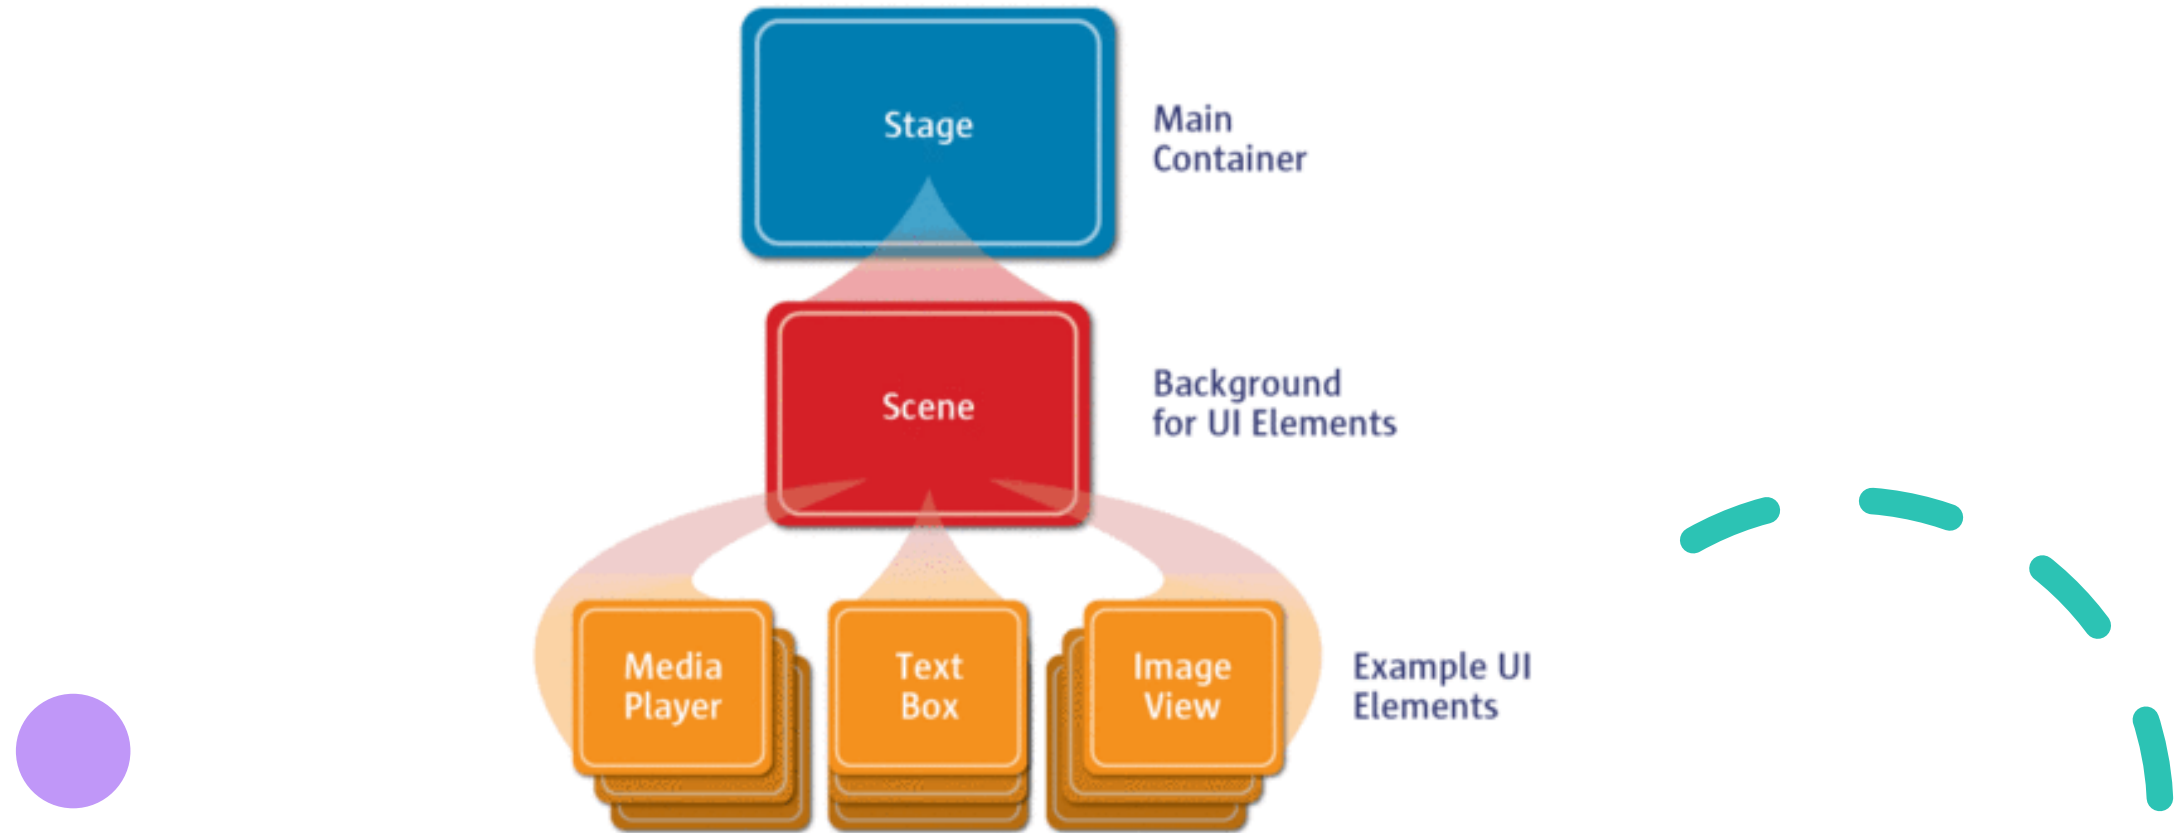 Stage
Main
Container
Scene
Background
for UI Elements
Media
Player
Text
Box
Image
View
Example UI
Elements